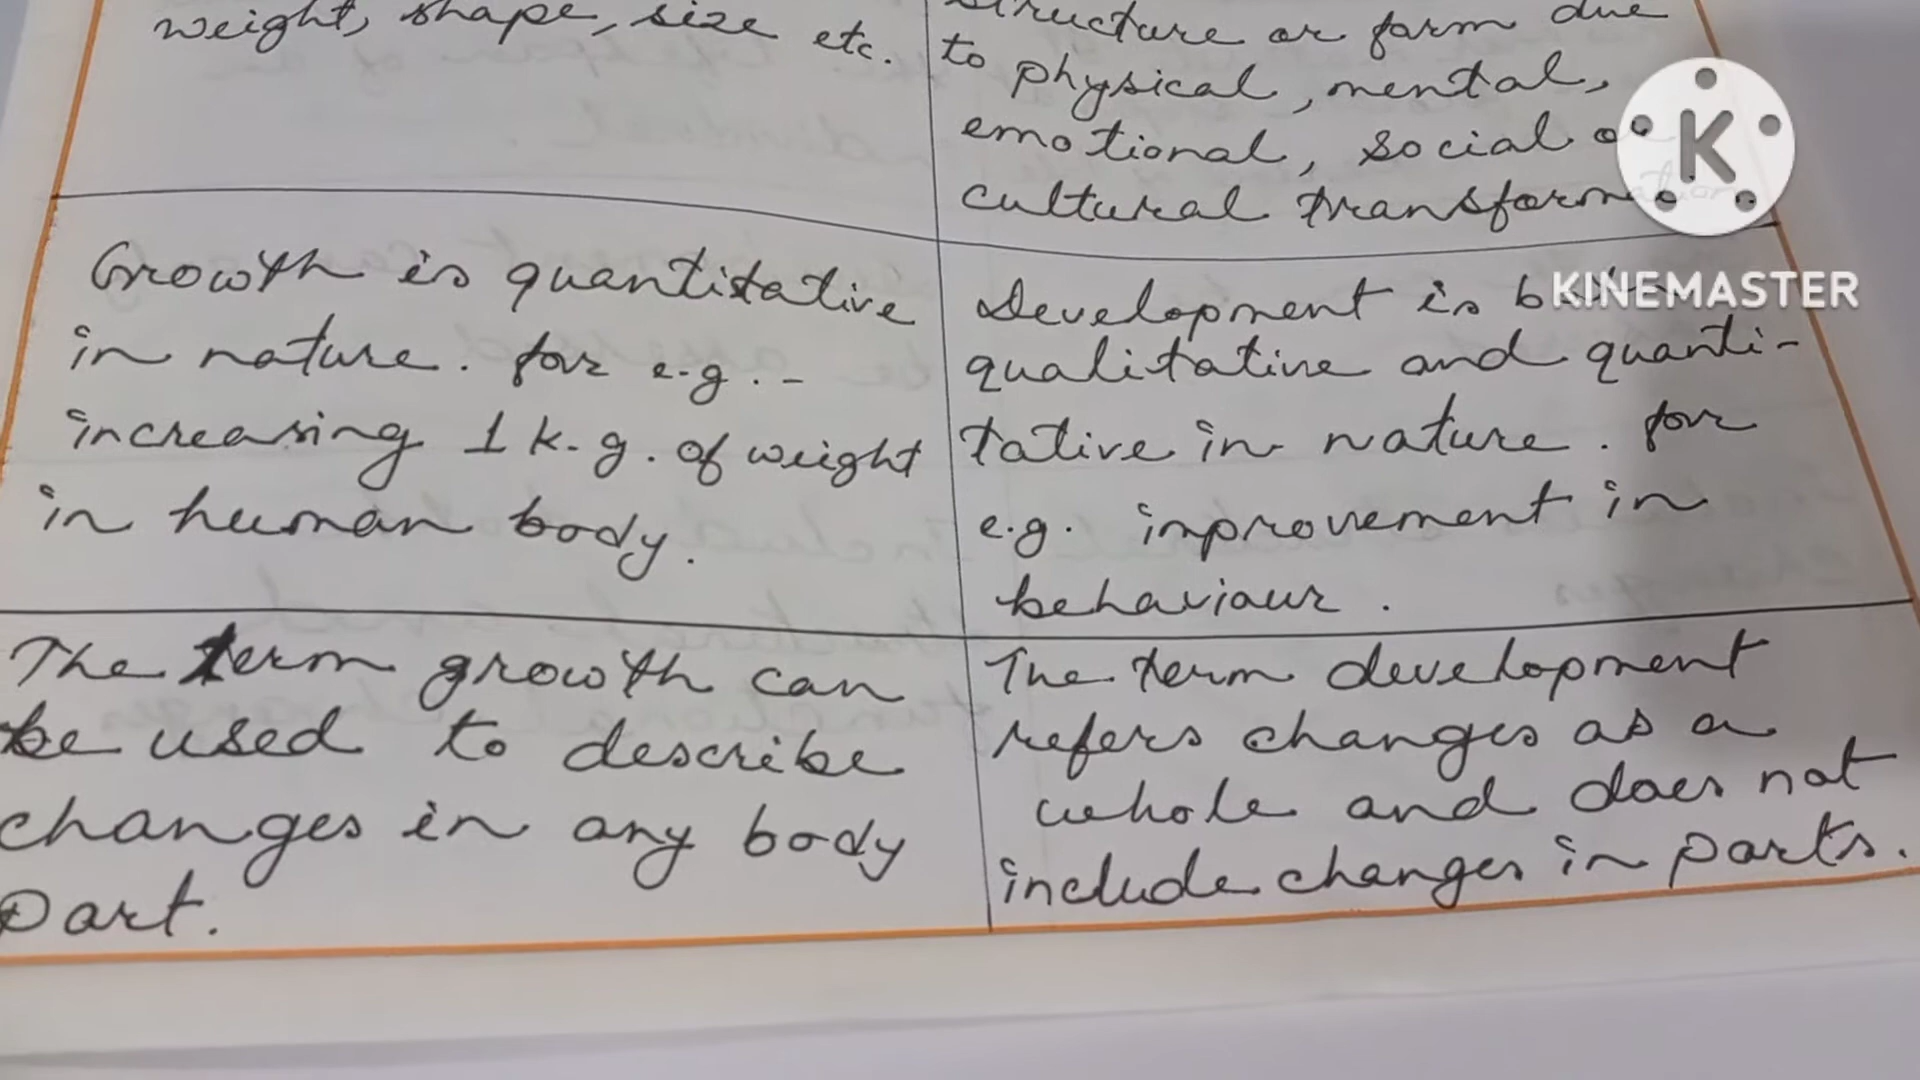 weight, shape, size etc.
structure or form due
to physical, mental,
emotional, social
cultural
Growth is quantitative
in nature. for e.g. -
increasing 1 k.g. of weight
in human body.
Development is
qualitative and quanti-
tative in nature. for
e.g. improvement in
behaviour.
The term growth can
be used to describe
changes in any body
part.
The term development
refers changes as a
whole and does not
include changes in parts.
K
KINEMASTER